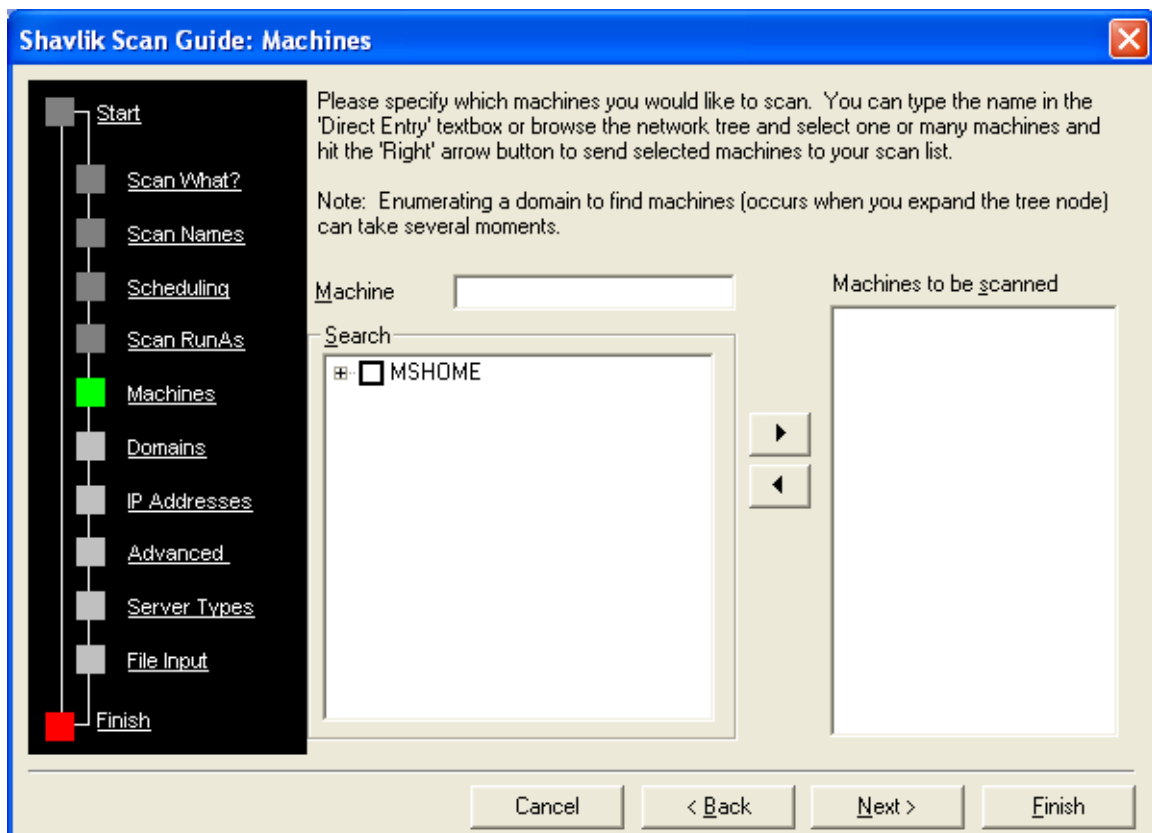 Shavlik Scan Guide: Machines
Start
Scan What?
Scan Names
Scheduling
Scan RunAs
Machines
Domains
IP Addresses
Advanced
Server Types
File Input
Finish
Please specify which machines you would like to scan. You can type the name in the
'Direct Entry' textbox or browse the network tree and select one or many machines and
hit the 'Right' arrow button to send selected machines to your scan list.
Note: Enumerating a domain to find machines (occurs when you expand the tree node)
can take several moments.
Machine
Search
MSHOME
Machines to be scanned
Cancel
< Back
Next >
Finish